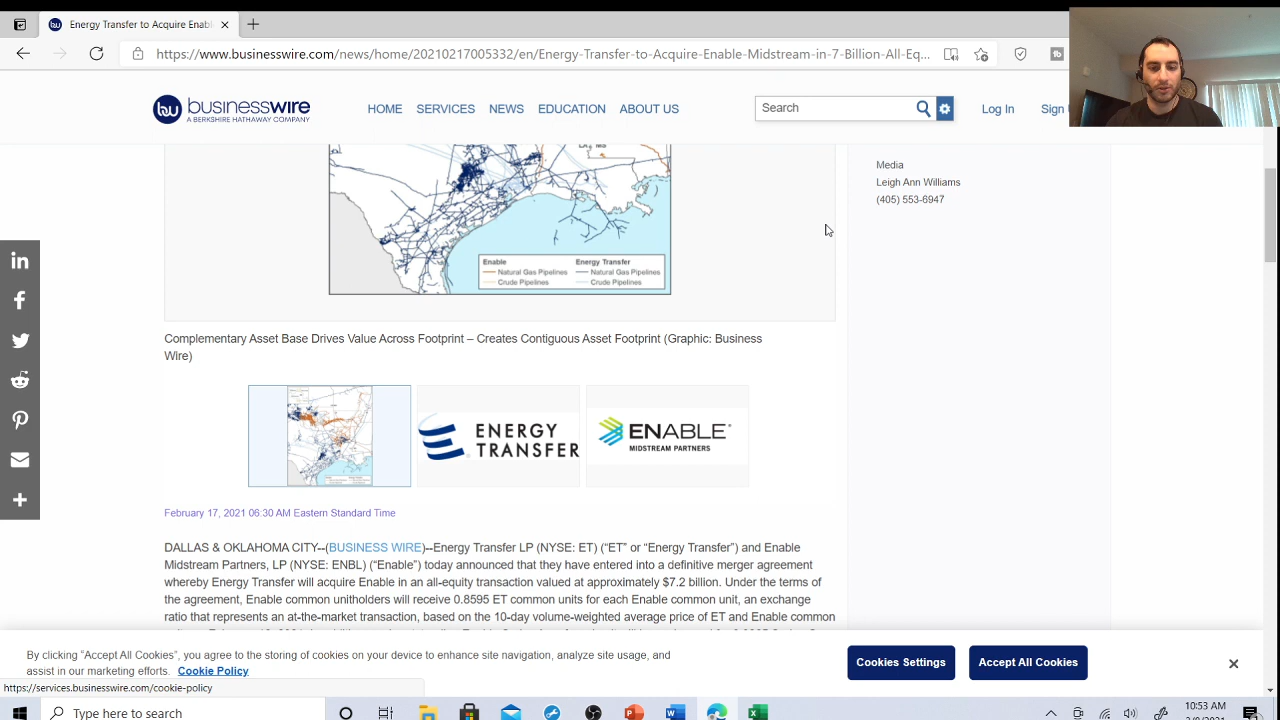 Energy Transfer to Acquire Enabl
https://www.businesswire.com/news/home/20210217005332/en/Energy-Transfer-to-Acquire-Enable-Midstream-in-7-Billion-All-Eq...
businesswire
A BERKSHIRE HATHAWAY COMPANY
HOME SERVICES NEWS EDUCATION ABOUT US
Search
Log In
Sign
Media
Leigh Ann Williams
(405) 553-6947
LA
MS
Enable Energy Transfer
Natural Gas Pipelines Natural Gas Pipelines
Crude Pipelines Crude Pipelines
Complementary Asset Base Drives Value Across Footprint – Creates Contiguous Asset Footprint (Graphic: Business
Wire)
ENERGY
TRANSFER
ENABLE
MIDSTREAM PARTNERS
February 17, 2021 06:30 AM Eastern Standard Time
DALLAS & OKLAHOMA CITY--(BUSINESS WIRE)--Energy Transfer LP (NYSE: ET) (“ET” or “Energy Transfer”) and Enable
Midstream Partners, LP (NYSE: ENBL) (“Enable”) today announced that they have entered into a definitive merger agreement
whereby Energy Transfer will acquire Enable in an all-equity transaction valued at approximately $7.2 billion. Under the terms of
the agreement, Enable common unitholders will receive 0.8595 ET common units for each Enable common unit, an exchange
ratio that represents an at-the-market transaction, based on the 10-day volume-weighted average price of ET and Enable common
By clicking “Accept All Cookies”, you agree to the storing of cookies on your device to enhance site navigation, analyze site usage, and
assist in our marketing efforts. Cookie Policy
Cookies Settings
Accept All Cookies
https://services.businesswire.com/cookie-policy
Type here to search
10:53 AM